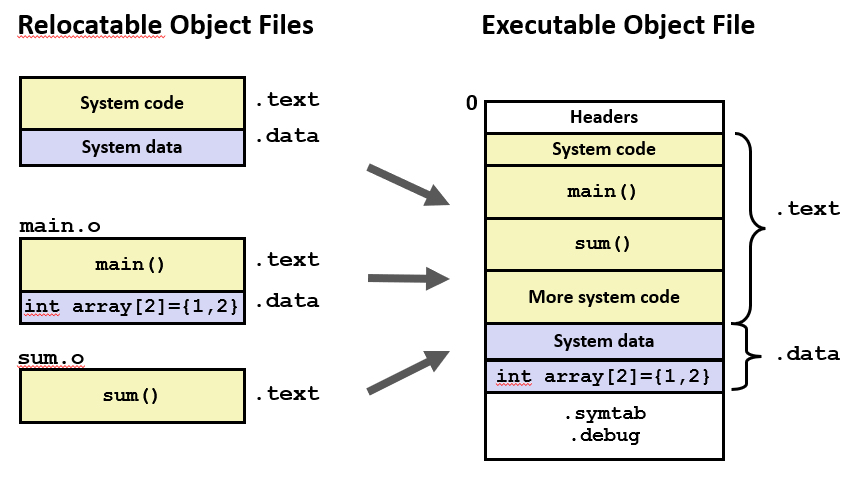 Relocatable Object Files
System code
.text
System data
.data
main.o
main()
.text
int array[2]={1,2}
.data
sum.o
sum()
.text
Executable Object File
0
Headers
System code
main()
sum()
More system code
.text
System data
int array[2]={1,2}
.data
.symtab
.debug